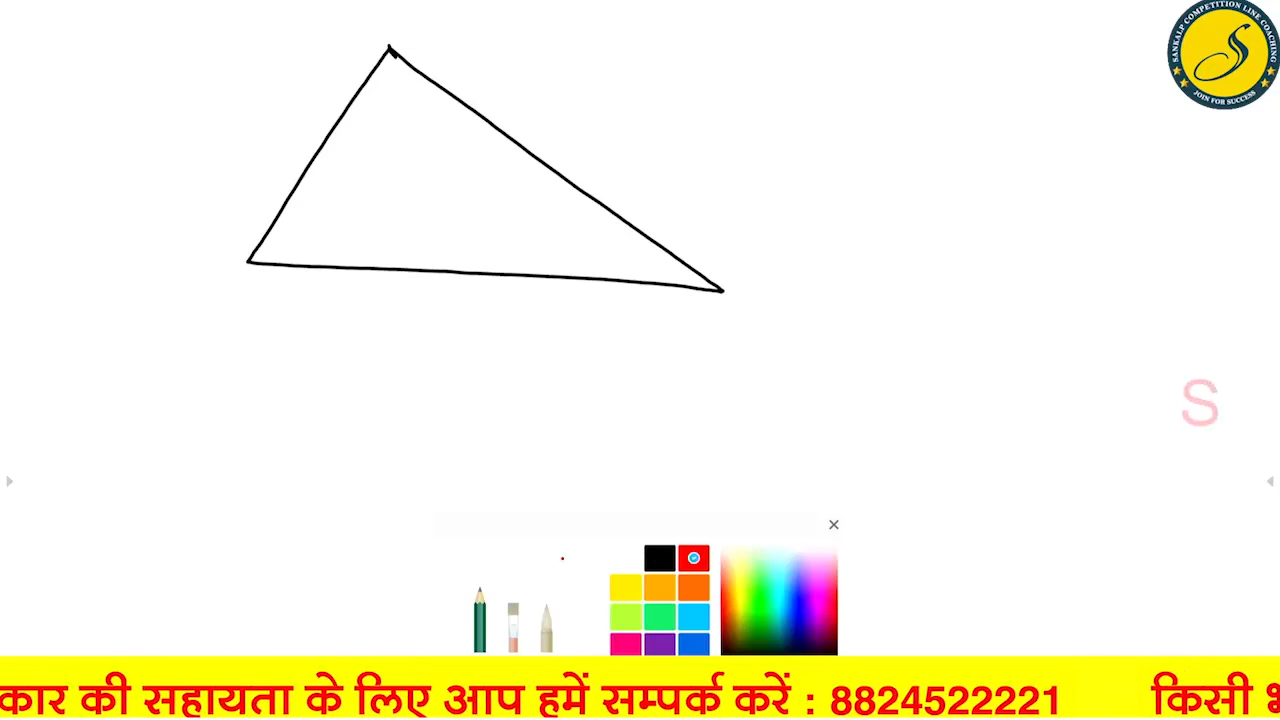 SANKALP COMPETITION LINE COACHING
JOIN FOR SUCCESS
S
S
कार की सहायता के लिए आप हमें सम्पर्क करें : 8824522221 किसी